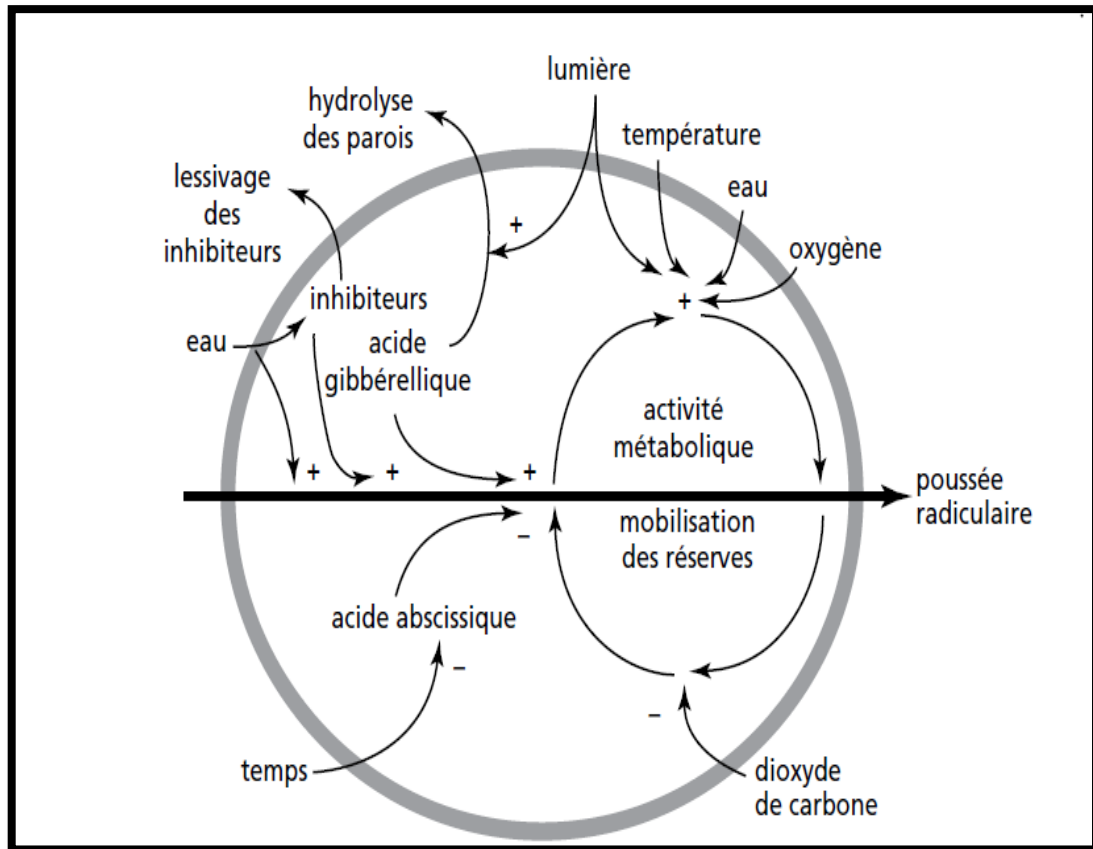 lumière
hydrolyse
des parois
température
lessivage
des
inhibiteurs
eau
+
oxygène
inhibiteurs
+
eau
acide
gibbérellique
activité
métabolique
+
+
+
poussée
radiculaire
–
mobilisation
des réserves
acide abscissique
–
–
temps
dioxyde
de carbone